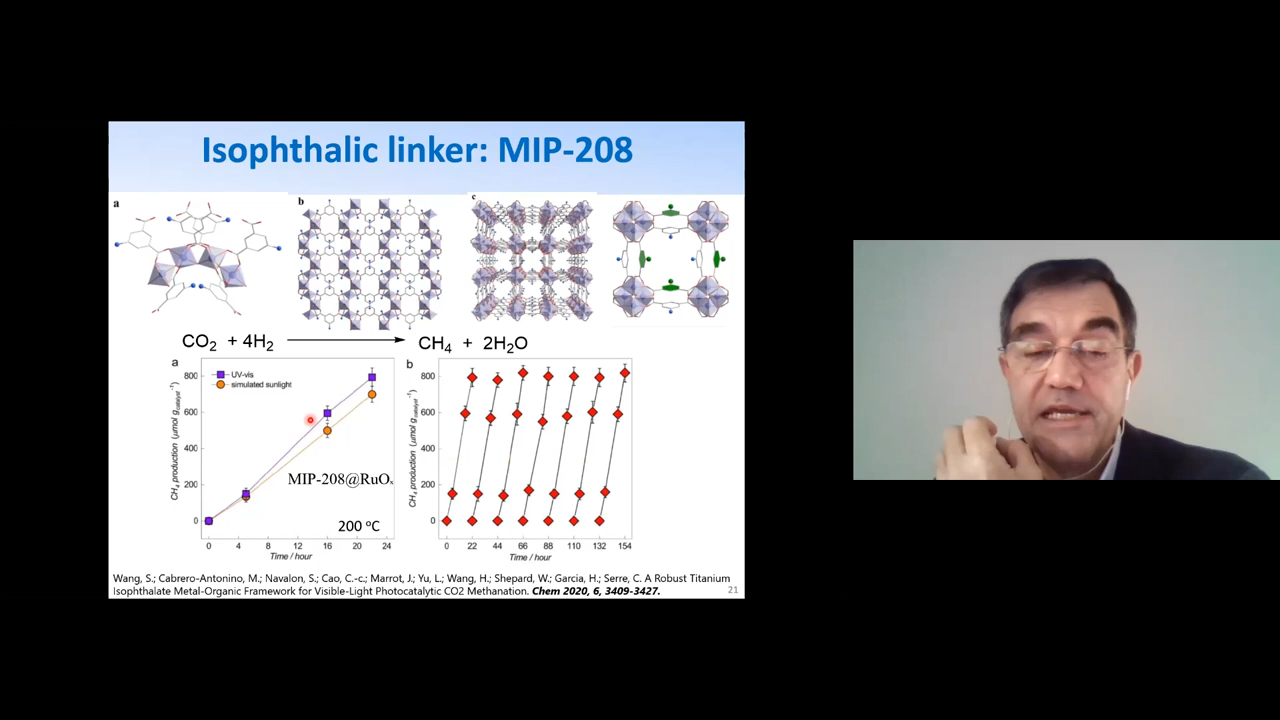 Isophthalic linker: MIP-208
a
b
c
CO2 + 4H2
CH4 + 2H2O
a
UV-vis
simulated sunlight
CH4 production (μmol gcatalyst-1)
800
600
400
200
0
MIP-208@RuOx
200 °C
0 4 8 12 16 20 24
Time / hour
b
CH4 production (μmol gcatalyst-1)
800
600
400
200
0
0 22 44 66 88 110 132 154
Time / hour
Wang, S.; Cabrero-Antonino, M.; Navalon, S.; Cao, C.-c.; Marrot, J.; Yu, L.; Wang, H.; Shepard, W.; Garcia, H.; Serre, C. A Robust Titanium
Isophthalate Metal-Organic Framework for Visible-Light Photocatalytic CO2 Methanation. Chem 2020, 6, 3409-3427.
21